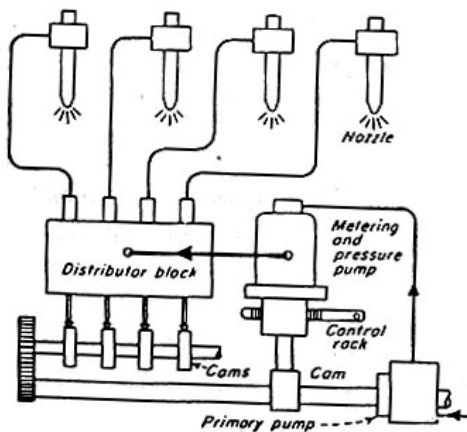 Nozzle
Metering
and
pressure
pump
Distributor block
Control
rack
Cams
Cam
Primary pump